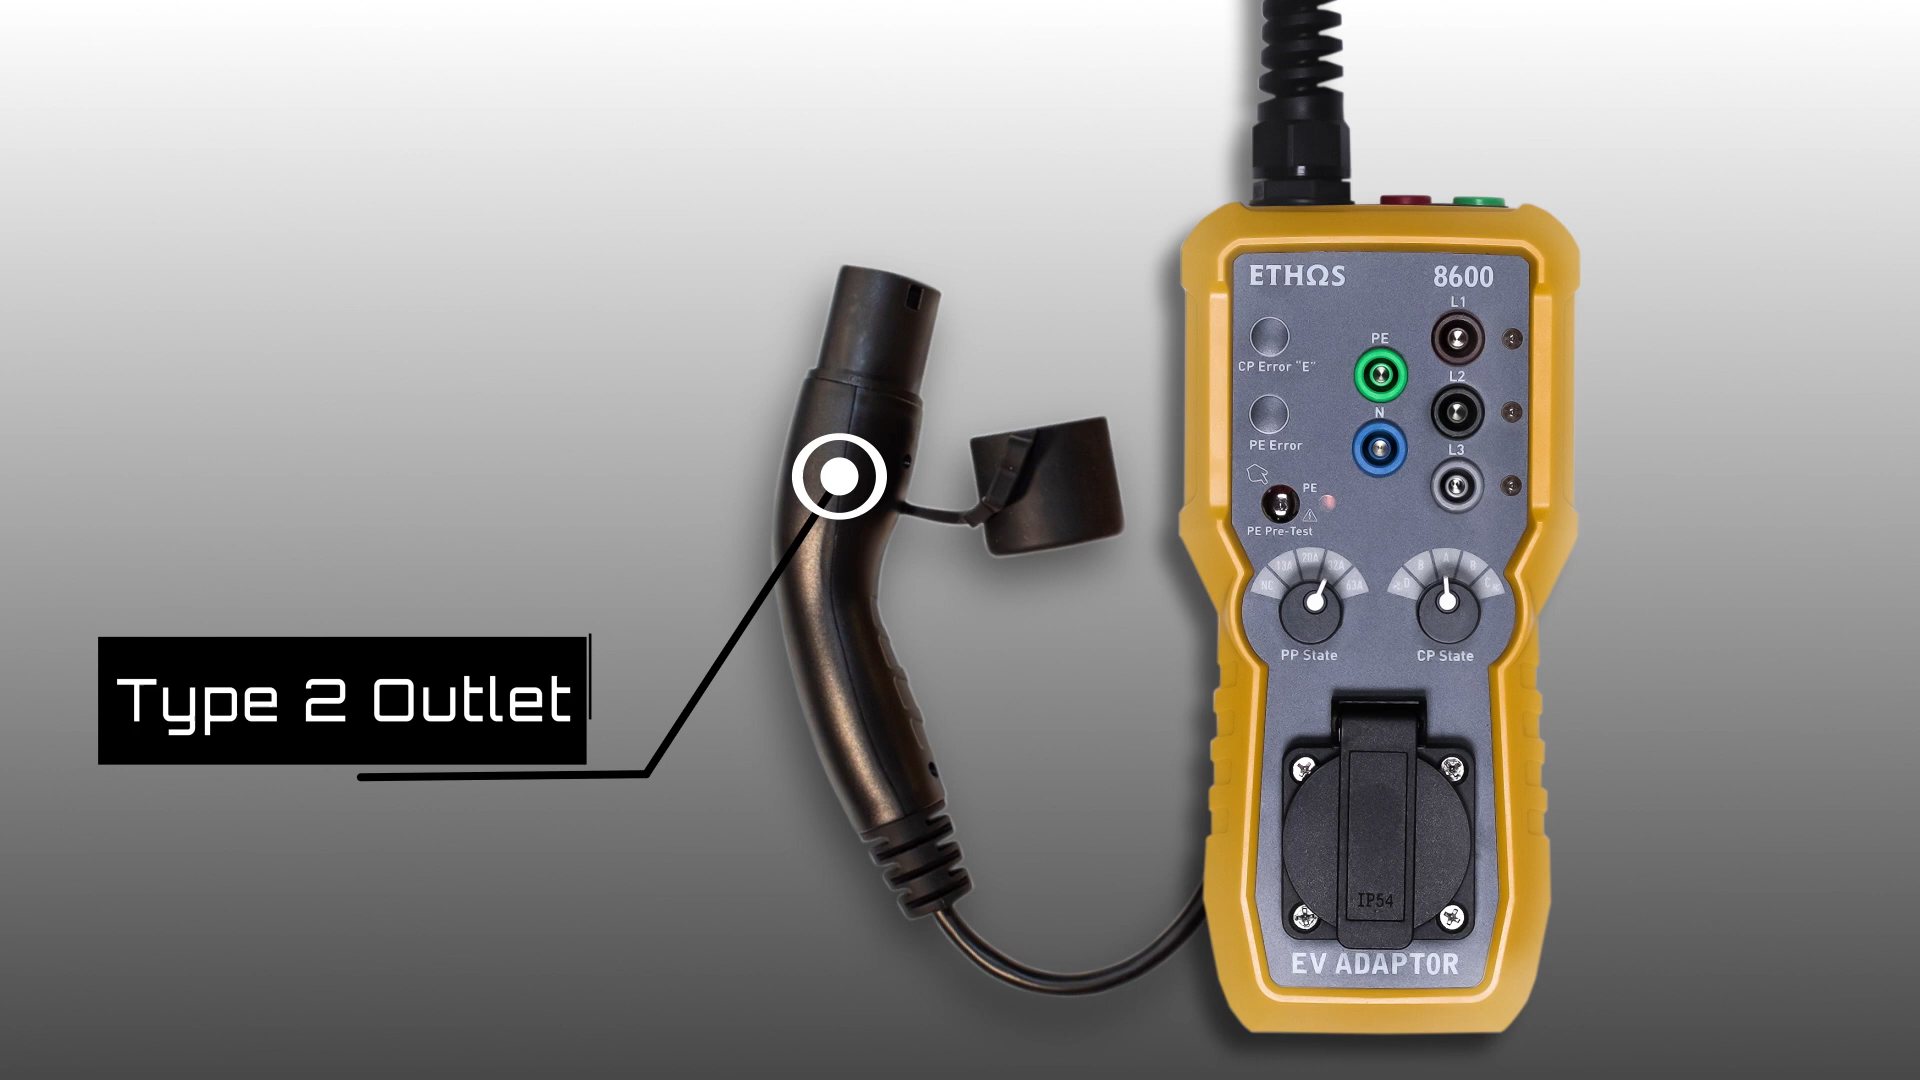 ETHΩS 8600
L1
PE
CP Error "E"
L2
N
PE Error
L3
PE
PE Pre-Test
NC 13A 20A 32A 63A
D B A B C
PP State
CP State
Type 2 Outlet
IP54
EV ADAPTOR